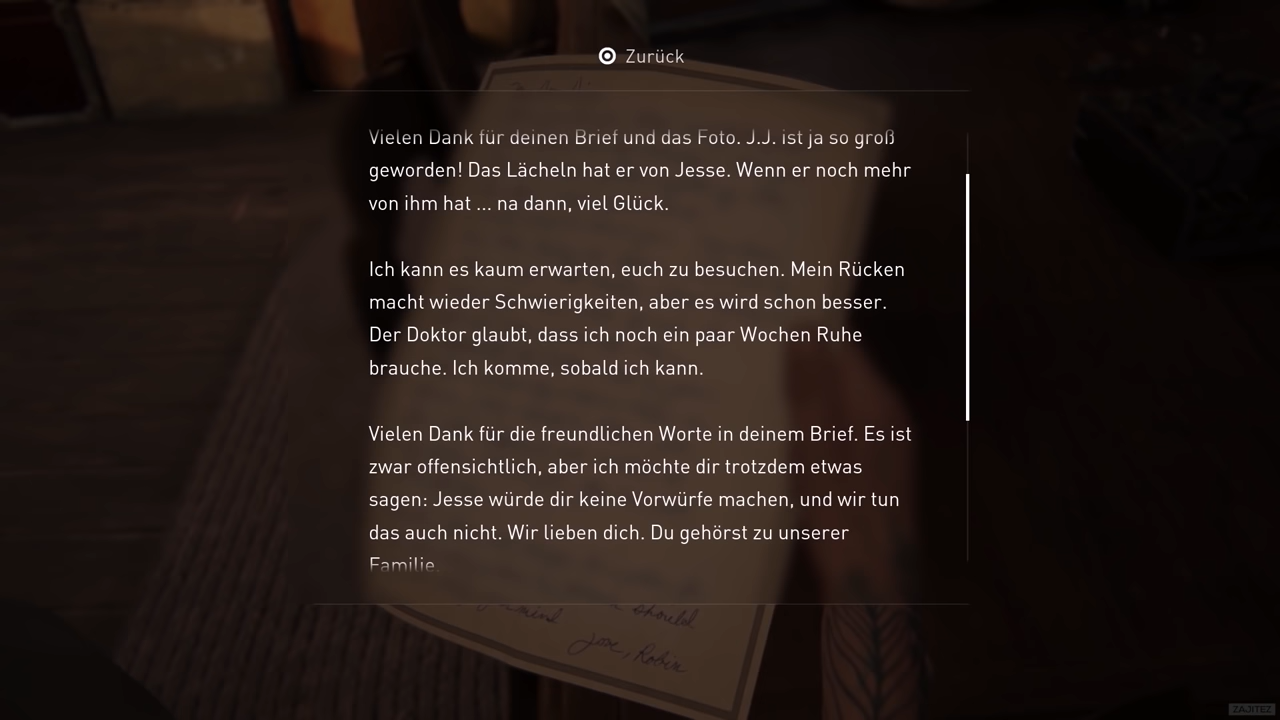 Zurück
Vielen Dank für deinen Brief und das Foto. J.J. ist ja so groß
geworden! Das Lächeln hat er von Jesse. Wenn er noch mehr
von ihm hat ... na dann, viel Glück.
Ich kann es kaum erwarten, euch zu besuchen. Mein Rücken
macht wieder Schwierigkeiten, aber es wird schon besser.
Der Doktor glaubt, dass ich noch ein paar Wochen Ruhe
brauche. Ich komme, sobald ich kann.
Vielen Dank für die freundlichen Worte in deinem Brief. Es ist
zwar offensichtlich, aber ich möchte dir trotzdem etwas
sagen: Jesse würde dir keine Vorwürfe machen, und wir tun
das auch nicht. Wir lieben dich. Du gehörst zu unserer
Familie.
should
Love, Robin
ZAJITEZ